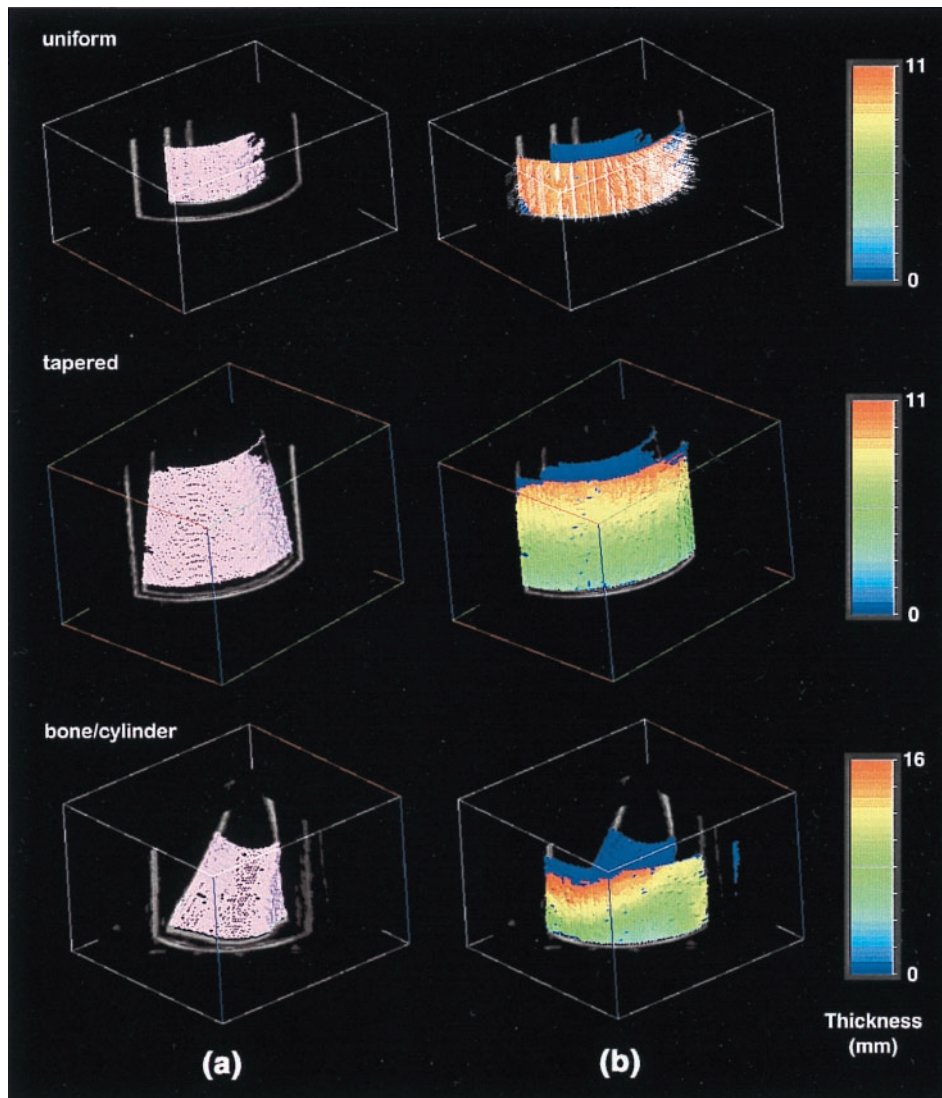 uniform
11
0
tapered
11
0
bone/cylinder
16
0
Thickness
(mm)
(a)
(b)